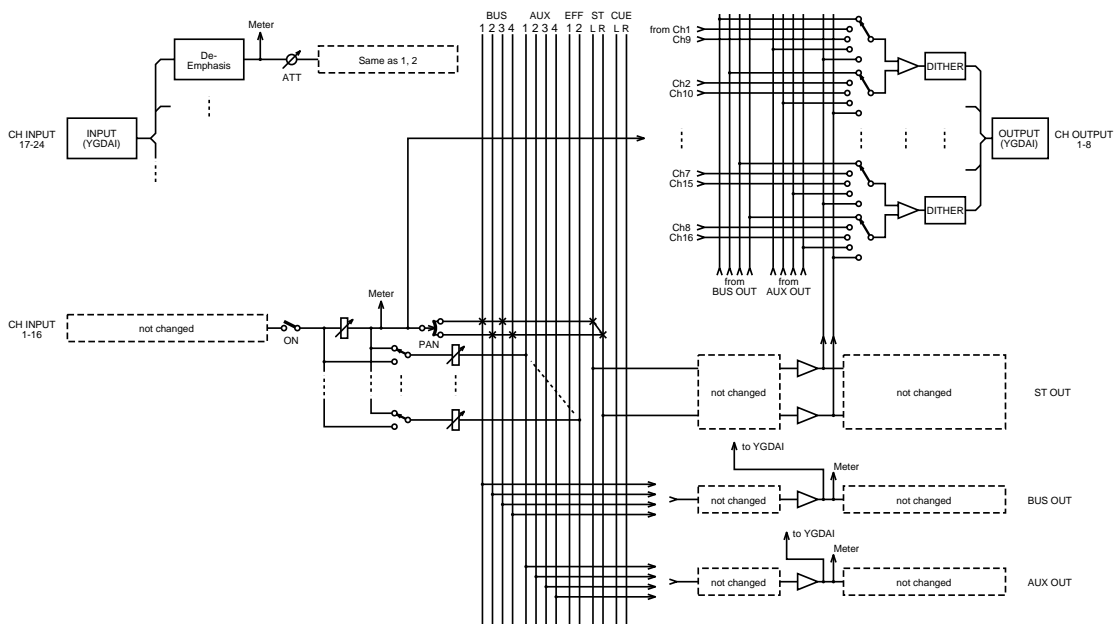 BUS AUX EFF ST CUE
1 2 3 4 1 2 3 4 1 2 L R L R
Meter
De-
Emphasis
ATT
Same as 1, 2
CH INPUT
17-24
INPUT
(YGDAI)
from Ch1
Ch9
Ch2
Ch10
Ch7
Ch15
Ch8
Ch16
DITHER
DITHER
OUTPUT
(YGDAI)
CH OUTPUT
1-8
from
BUS OUT
from
AUX OUT
CH INPUT
1-16
not changed
ON
Meter
PAN
not changed
not changed
ST OUT
to YGDAI
Meter
not changed
not changed
BUS OUT
to YGDAI
Meter
not changed
not changed
AUX OUT